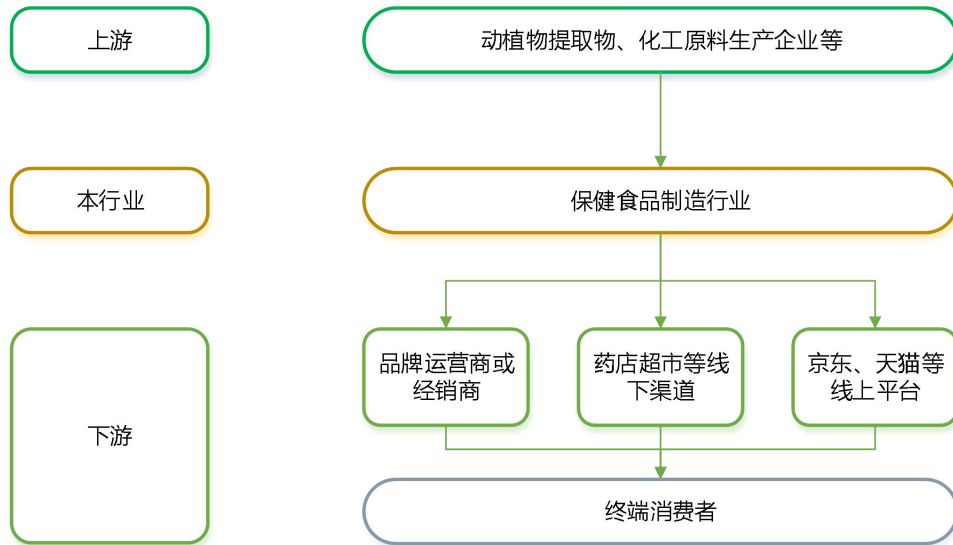 上游
动植物提取物、化工原料生产企业等
本行业
保健食品制造行业
下游
品牌运营商或
经销商
药店超市等线
下渠道
京东、天猫等
线上平台
终端消费者